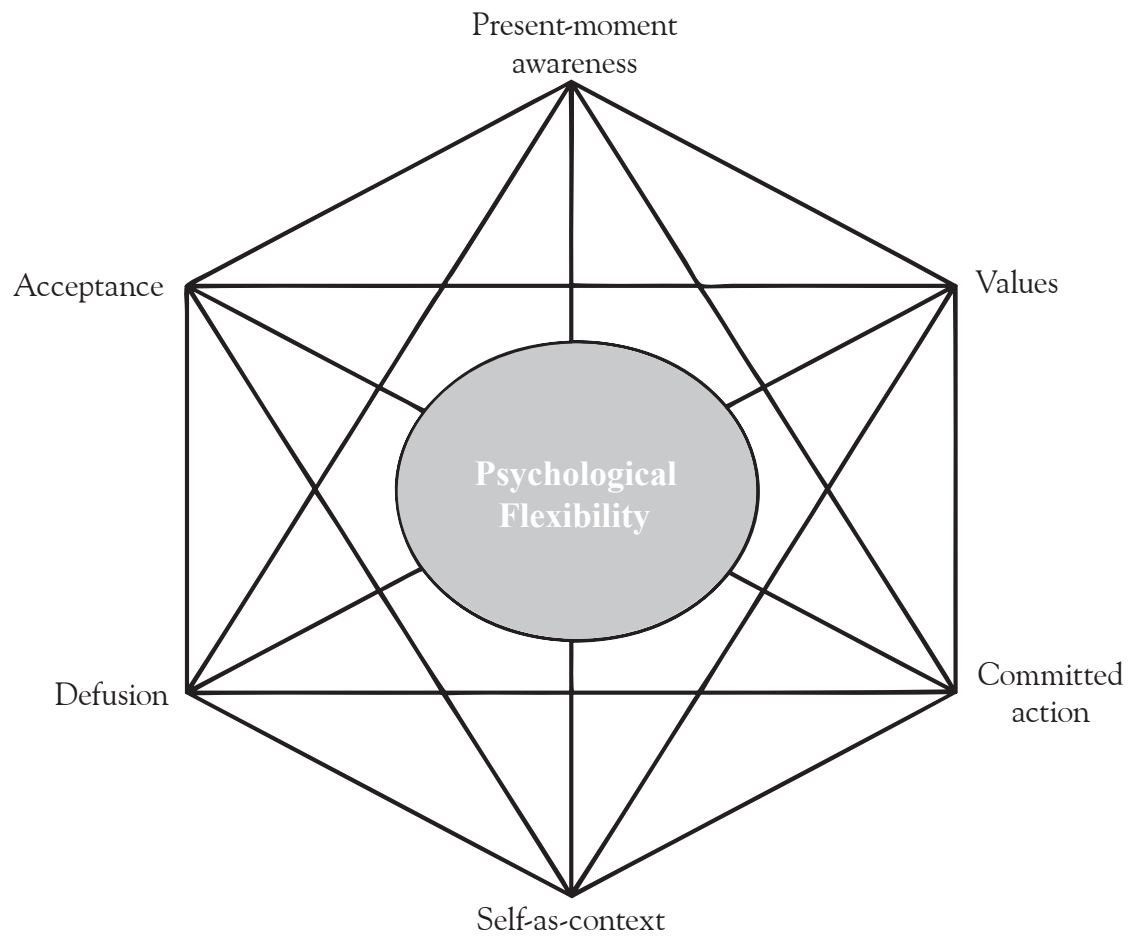 Present-moment
awareness
Acceptance
Values
Psychological
Flexibility
Defusion
Committed
action
Self-as-context